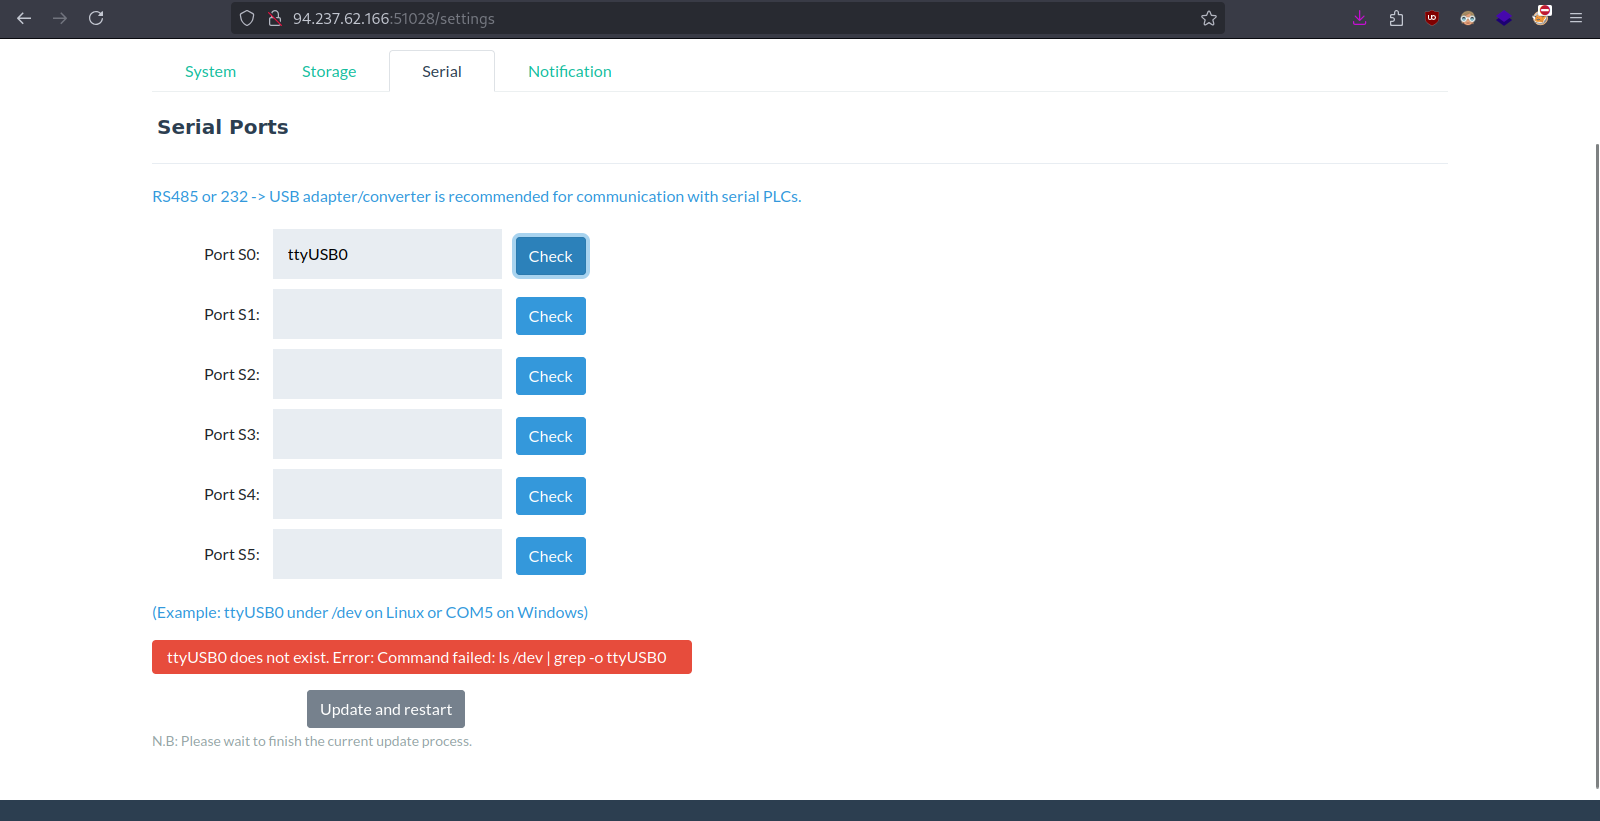 94.237.62.166:51028/settings
System Storage Serial Notification
Serial Ports
RS485 or 232 -> USB adapter/converter is recommended for communication with serial PLCs.
Port S0: ttyUSB0 Check
Port S1: Check
Port S2: Check
Port S3: Check
Port S4: Check
Port S5: Check
(Example: ttyUSB0 under /dev on Linux or COM5 on Windows)
ttyUSB0 does not exist. Error: Command failed: ls /dev | grep -o ttyUSB0
Update and restart
N.B: Please wait to finish the current update process.